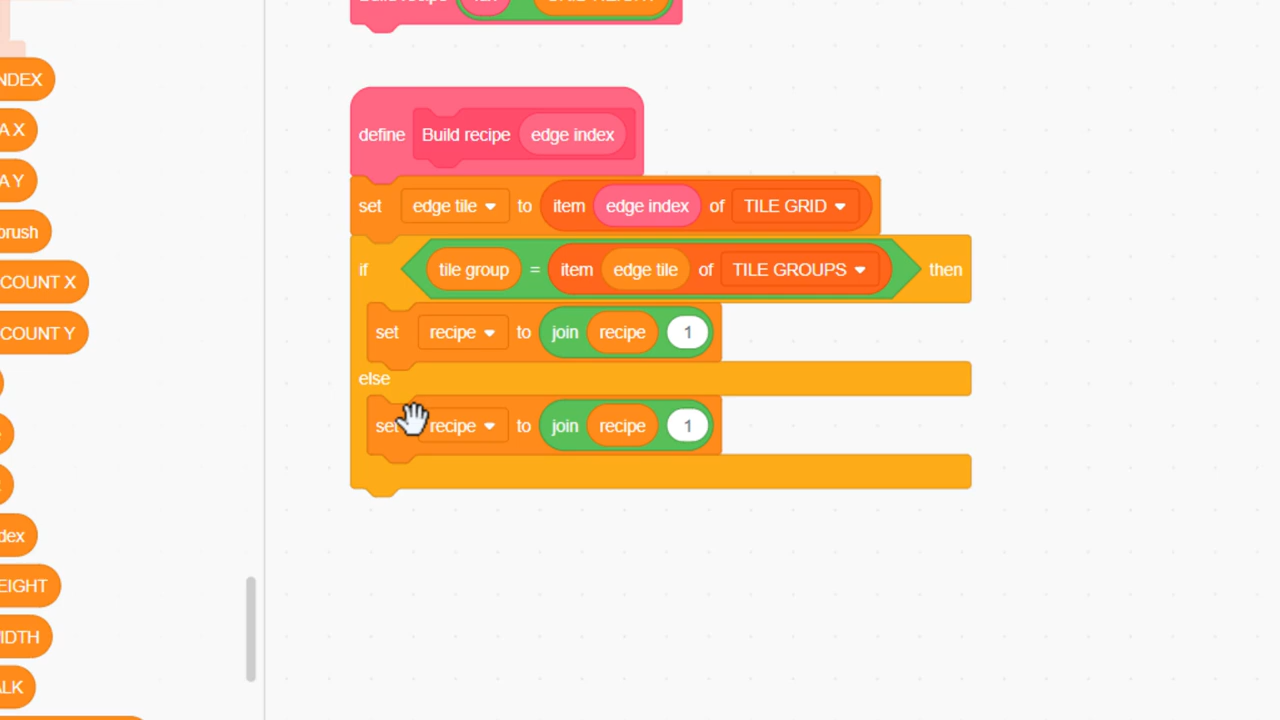 NDEX
A X
A Y
brush
COUNT X
COUNT Y
dex
EIGHT
IDTH
ALK
define Build recipe edge index
set edge tile to item edge index of TILE GRID
if tile group = item edge tile of TILE GROUPS then
set recipe to join recipe 1
else
set recipe to join recipe 1